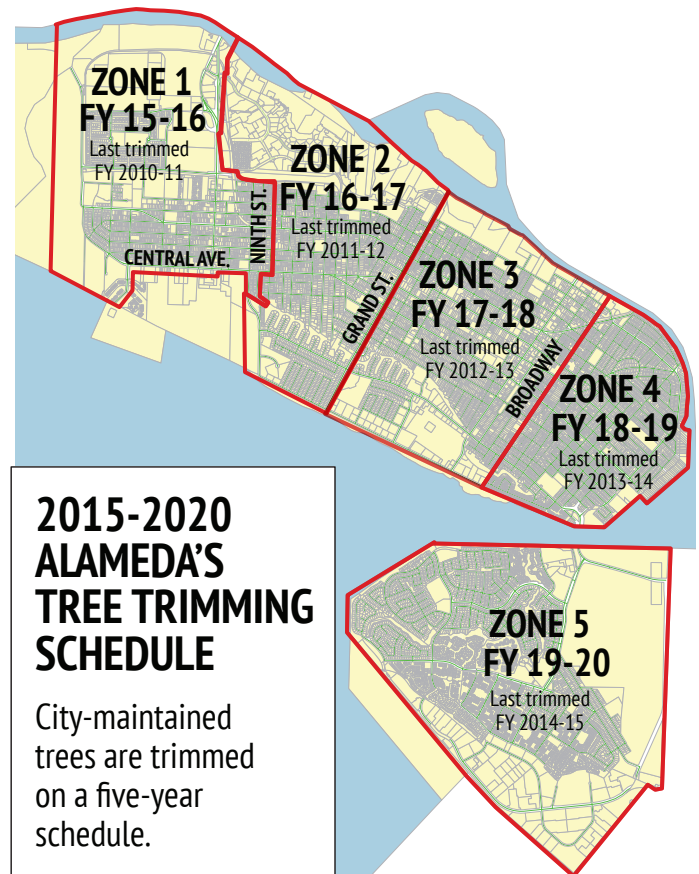 ZONE 1
FY 15-16
Last trimmed
FY 2010-11
CENTRAL AVE.
NINTH ST.
ZONE 2
FY 16-17
Last trimmed
FY 2011-12
GRAND ST.
ZONE 3
FY 17-18
Last trimmed
FY 2012-13
BROADWAY
ZONE 4
FY 18-19
Last trimmed
FY 2013-14
2015-2020
ALAMEDA’S
TREE TRIMMING
SCHEDULE
City-maintained
trees are trimmed
on a five-year
schedule.
ZONE 5
FY 19-20
Last trimmed
FY 2014-15